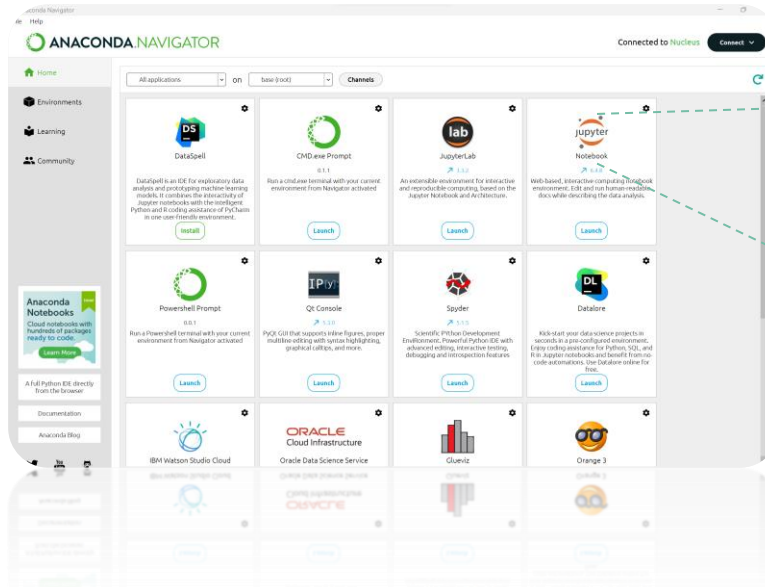 Anaconda Navigator
Help
ANACONDA.NAVIGATOR
Connected to Nucleus
Connect
Home
Environments
Learning
Community
All applications
on
base (root)
Channels
DS
DataSpell
DataSpell is an IDE for exploratory data
analysis and prototyping machine learning
models. It combines the interactivity of
Jupyter notebooks with the intelligent
Python and R coding assistance of PyCharm
in one user-friendly environment.
Install
CMD.exe Prompt
0.1.1
Run a cmd.exe terminal with your current
environment from Navigator activated
Launch
lab
JupyterLab
An extensible environment for interactive
and reproducible computing, based on the
Jupyter Notebook and Architecture.
Launch
jupyter
Notebook
Web-based, interactive computing notebook
environment. Edit and run human-readable
docs while describing the data analysis.
Launch
Powershell Prompt
0.0.1
Run a Powershell terminal with your current
environment from Navigator activated
Launch
IP[y]:
Qt Console
PyQt GUI that supports inline figures, proper
multiline editing with syntax highlighting,
graphical calltips, and more.
Launch
Spyder
Scientific PYthon Development
EnviRonment. Powerful Python IDE with
advanced editing, interactive testing,
debugging and introspection features
Launch
DL
Datalore
Kick-start your data science projects in
seconds in a pre-configured environment.
Enjoy coding assistance for Python, SQL, and
R in Jupyter notebooks and benefit from no-
code automations. Use Datalore online for
free.
Launch
IBM Watson Studio Cloud
ORACLE
Cloud Infrastructure
Oracle Data Science Service
Glueviz
Orange 3
Anaconda
Notebooks
Cloud notebooks with
hundreds of packages
ready to code.
Learn More
A Full Python IDE directly
from the browser
Documentation
Anaconda Blog